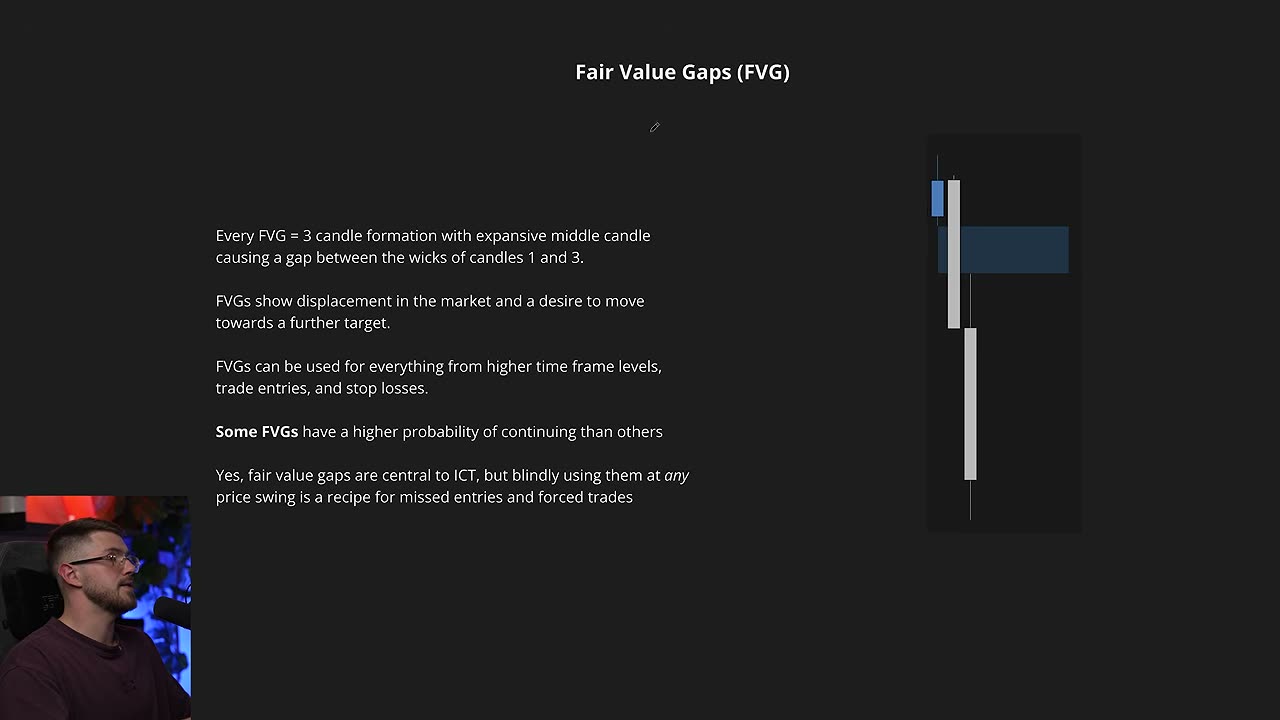 Fair Value Gaps (FVG)
Every FVG = 3 candle formation with expansive middle candle
causing a gap between the wicks of candles 1 and 3.
FVGs show displacement in the market and a desire to move
towards a further target.
FVGs can be used for everything from higher time frame levels,
trade entries, and stop losses.
Some FVGs have a higher probability of continuing than others
Yes, fair value gaps are central to ICT, but blindly using them at any
price swing is a recipe for missed entries and forced trades